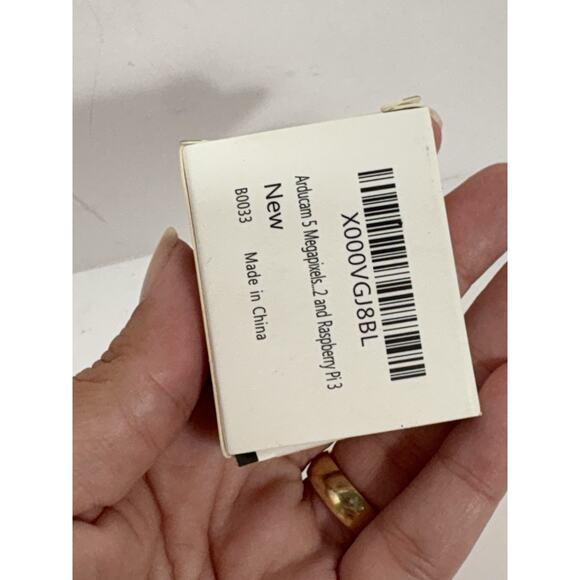 X000VGJ8BL
Arducam 5 Megapixels...2 and Raspberry Pi 3
New
B0033 Made in China